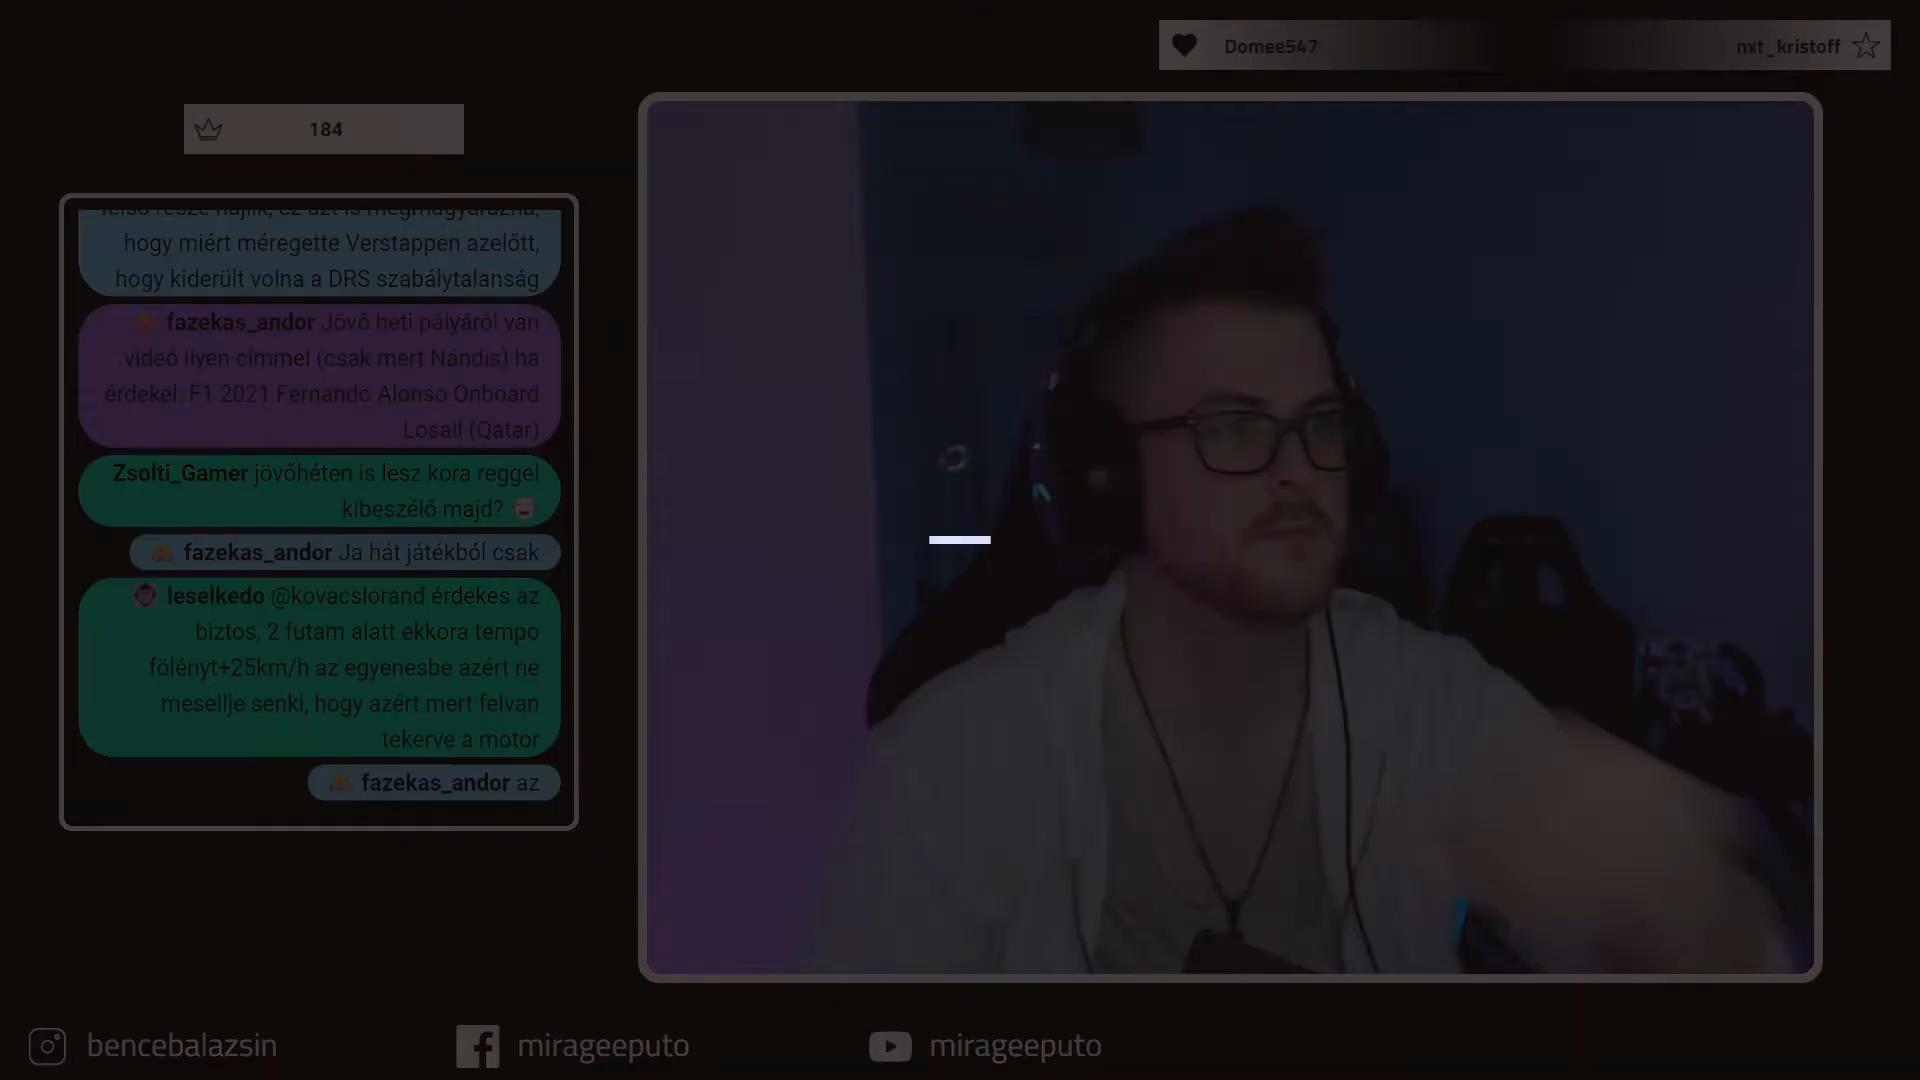 Domee547
nxt_kristoff
184
hogy miért méregette Verstappen azelőtt,
hogy kiderült volna a DRS szabálytalanság
fazekas_andor Jövő heti pályáról van
videó ilyen címmel (csak mert Nándis) ha
érdekel: F1 2021 Fernando Alonso Onboard
Losail (Qatar)
Zsolti_Gamer jövőhéten is lesz kora reggel
kibeszélő majd?
fazekas_andor Ja hát játékból csak
leselkedo @kovacslorand érdekes az
biztos, 2 futam alatt ekkora tempo
fölényt+25km/h az egyenesbe azért ne
mesellje senki, hogy azért mert felvan
tekerve a motor
fazekas_andor az
bencebalazsin
mirageeputo
mirageeputo